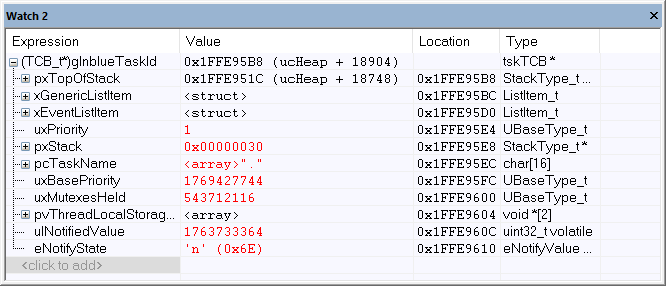 Watch 2
Expression Value Location Type
(TCB_t*)gInblueTaskId 0x1FFE95B8 (ucHeap + 18904) tskTCB *
pxTopOfStack 0x1FFE951C (ucHeap + 18748) 0x1FFE95B8 StackType_t ...
xGenericListItem <struct> 0x1FFE95BC ListItem_t
xEventListItem <struct> 0x1FFE95D0 ListItem_t
uxPriority 1 0x1FFE95E4 UBaseType_t
pxStack 0x00000030 0x1FFE95E8 StackType_t *
pcTaskName <array>"." 0x1FFE95EC char[16]
uxBasePriority 1769427744 0x1FFE95FC UBaseType_t
uxMutexesHeld 543712116 0x1FFE9600 UBaseType_t
pvThreadLocalStorag... <array> 0x1FFE9604 void *[2]
ulNotifiedValue 1763733364 0x1FFE960C uint32_t volatile
eNotifyState 'n' (0x6E) 0x1FFE9610 eNotifyValue ...
<click to add>